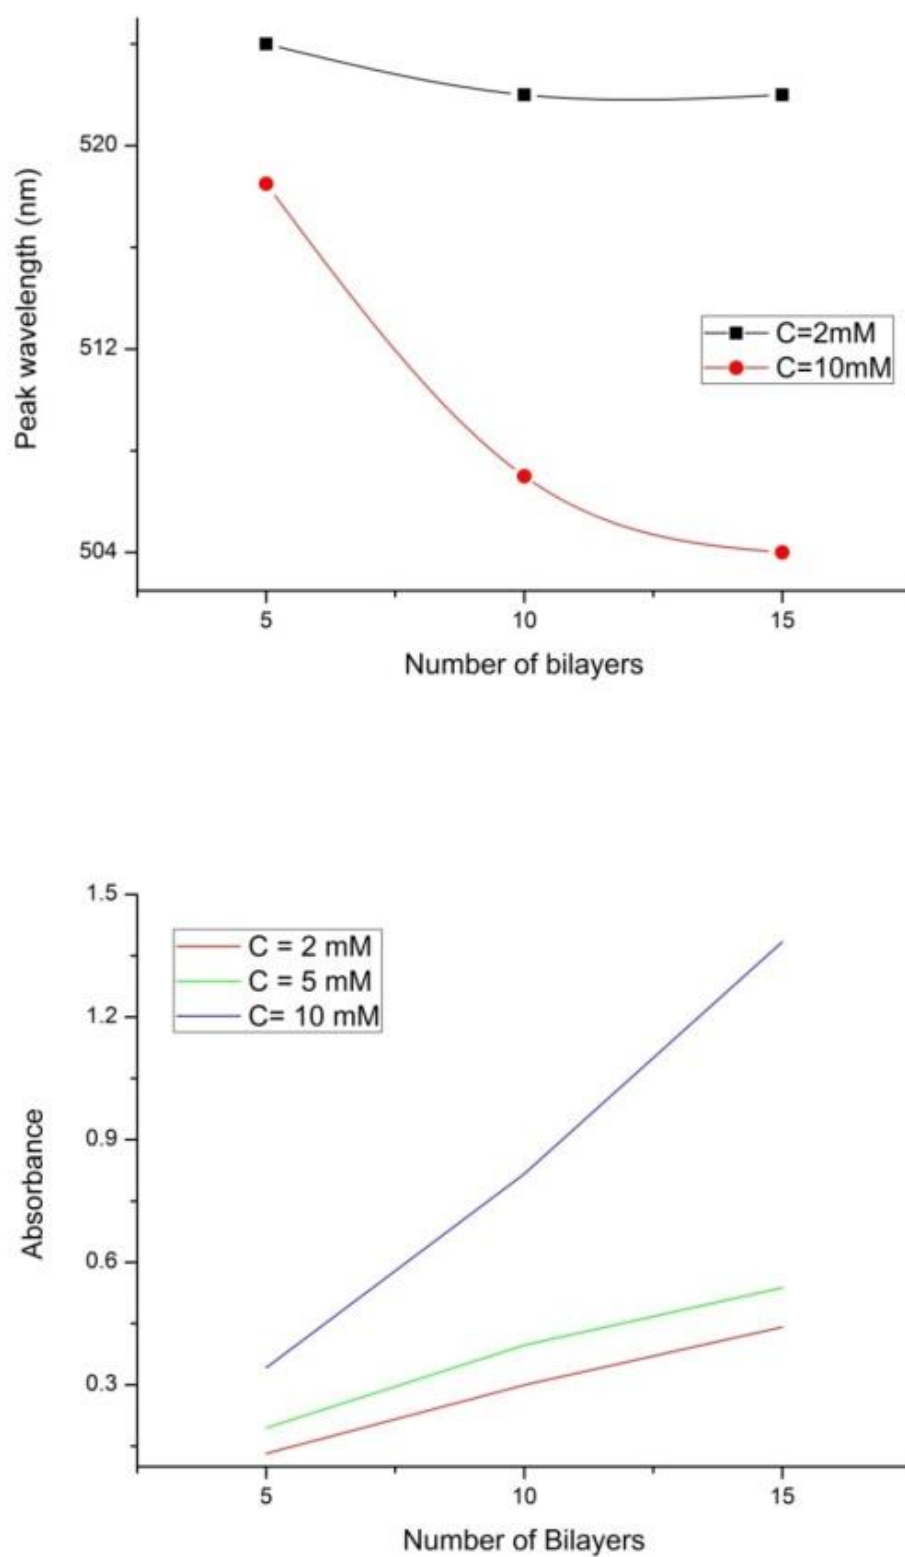 Peak wavelength (nm)
520
512
504
C=2mM
C=10mM
5
10
15
Number of bilayers
Absorbance
1.5
1.2
0.9
0.6
0.3
C = 2 mM
C = 5 mM
C= 10 mM
5
10
15
Number of Bilayers